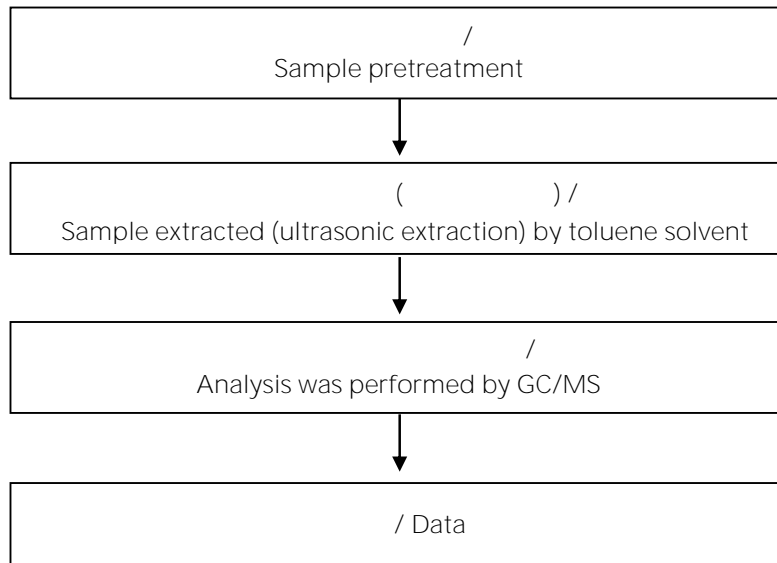 /
Sample pretreatment
( ) /
Sample extracted (ultrasonic extraction) by toluene solvent
/
Analysis was performed by GC/MS
/ Data